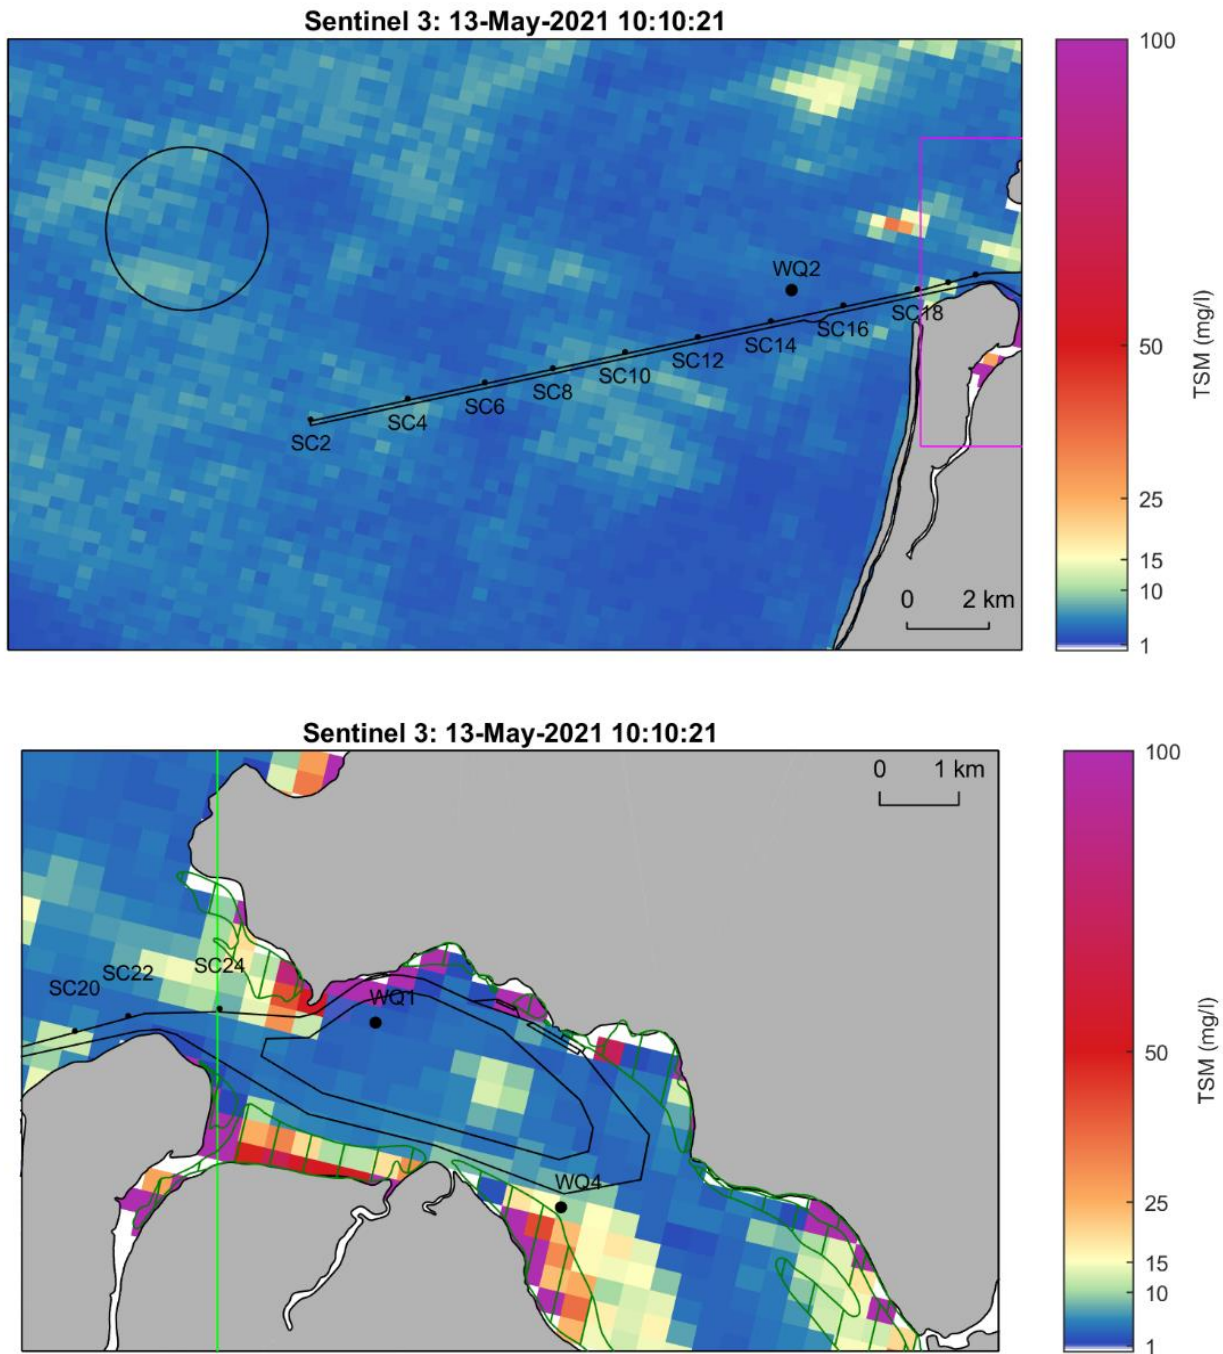 Sentinel 3: 13-May-2021 10:10:21
100
WQ2
SC18
SC16
SC14
SC12
SC10
SC8
SC6
SC4
SC2
50
TSM (mg/l)
25
15
10
1
0 2 km
Sentinel 3: 13-May-2021 10:10:21
100
0 1 km
SC24
SC22
SC20
WQ1
WQ4
50
TSM (mg/l)
25
15
10
1